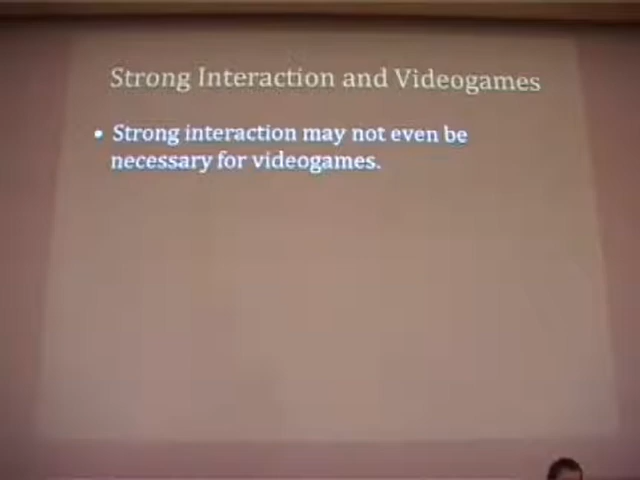 Strong Interaction and Videogames
• Strong interaction may not even be
necessary for videogames.